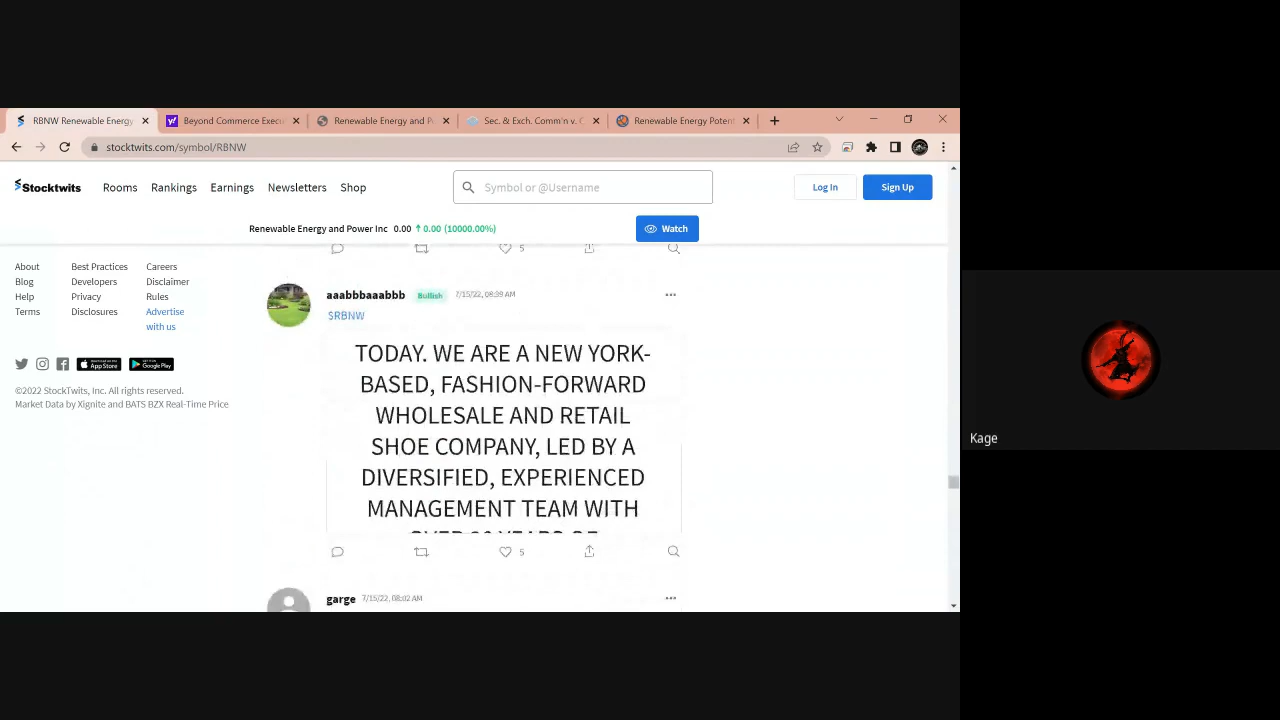 RBNW Renewable Energy
Beyond Commerce Execu
Renewable Energy and P
Sec. & Exch. Comm'n v. C
Renewable Energy Poten
stocktwits.com/symbol/RBNW
Stocktwits
Rooms
Rankings
Earnings
Newsletters
Shop
Symbol or @Username
Log In
Sign Up
Renewable Energy and Power Inc 0.00 ↑ 0.00 (10000.00%)
Watch
5
About
Best Practices
Careers
Blog
Developers
Disclaimer
Help
Privacy
Rules
Terms
Disclosures
Advertise
with us
App Store
Google Play
©2022 StockTwits, Inc. All rights reserved.
Market Data by Xignite and BATS BZX Real-Time Price
aaabbbaaabbb Bullish 7/15/22, 08:39 AM
$RBNW
TODAY. WE ARE A NEW YORK-
BASED, FASHION-FORWARD
WHOLESALE AND RETAIL
SHOE COMPANY, LED BY A
DIVERSIFIED, EXPERIENCED
MANAGEMENT TEAM WITH
5
garge 7/15/22, 08:02 AM
Kage